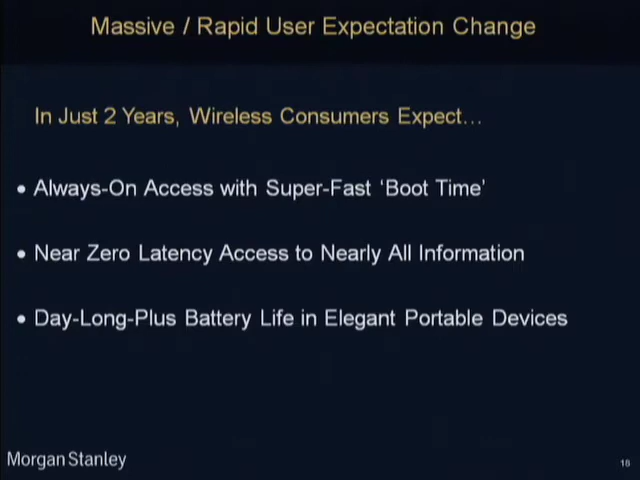 Massive / Rapid User Expectation Change
In Just 2 Years, Wireless Consumers Expect…
• Always-On Access with Super-Fast ‘Boot Time’
• Near Zero Latency Access to Nearly All Information
• Day-Long-Plus Battery Life in Elegant Portable Devices
Morgan Stanley
18